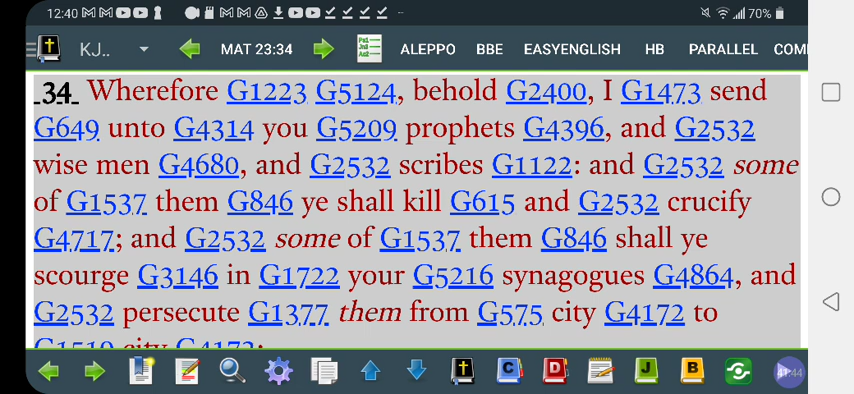 12:40 70%
KJ.. MAT 23:34 ALEPPO BBE EASYENGLISH HB PARALLEL COM
34 Wherefore G1223 G5124, behold G2400, I G1473 send
G649 unto G4314 you G5209 prophets G4396, and G2532
wise men G4680, and G2532 scribes G1122: and G2532 some
of G1537 them G846 ye shall kill G615 and G2532 crucify
G4717; and G2532 some of G1537 them G846 shall ye
scourge G3146 in G1722 your G5216 synagogues G4864, and
G2532 persecute G1377 them from G575 city G4172 to
G1519 city G4172:
C D J B 41:44